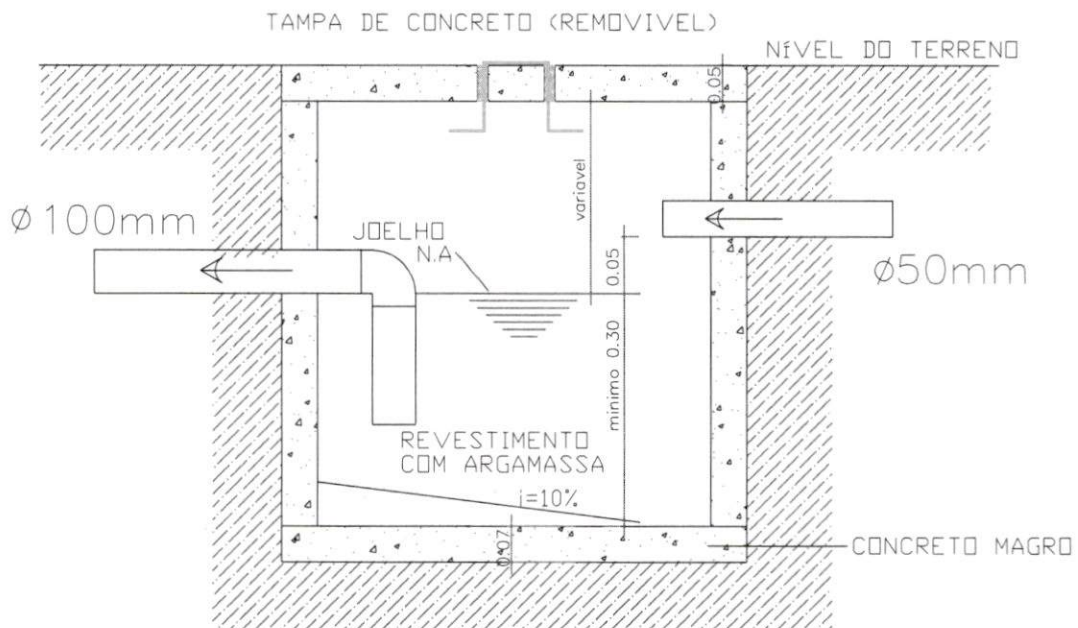 TAMPA DE CONCRETO (REMOVIVEL)
NÍVEL DO TERRENO
0.05
variavel
Ø100mm
JOELHO
N.A
0.05
Ø50mm
minimo 0.30
REVESTIMENTO
COM ARGAMASSA
i=10%
0.07
CONCRETO MAGRO